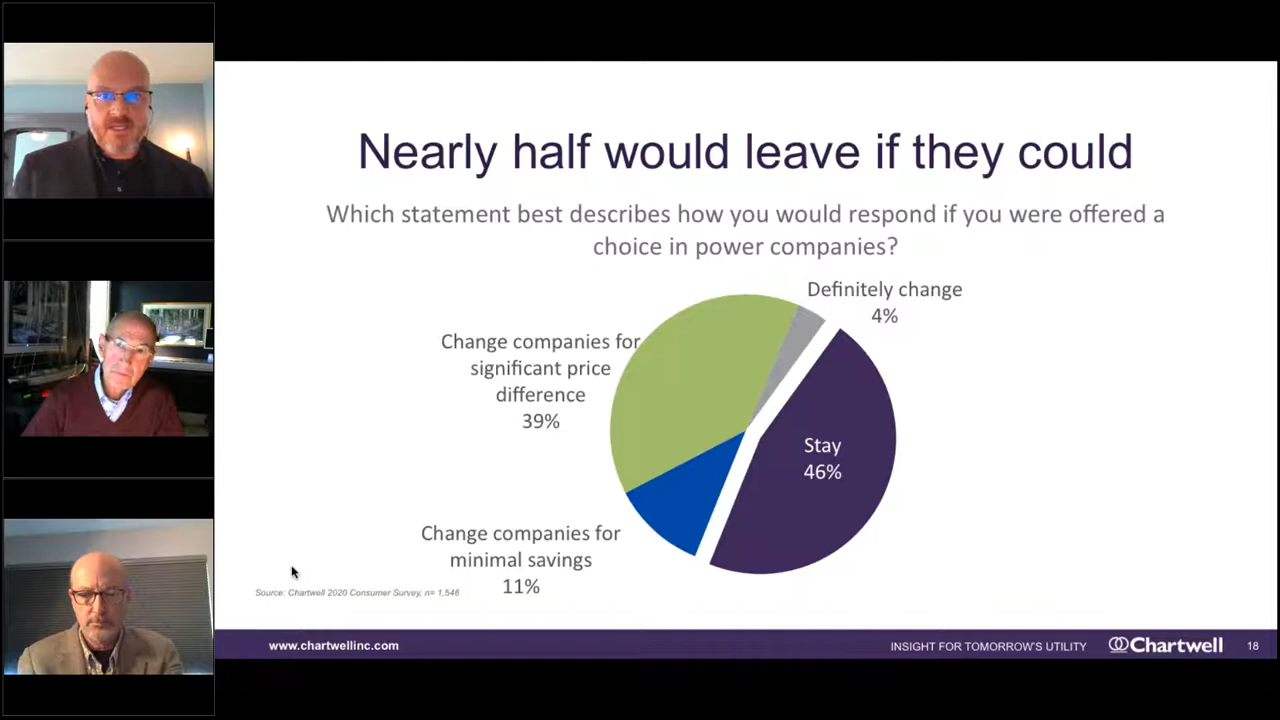 Nearly half would leave if they could
Which statement best describes how you would respond if you were offered a
choice in power companies?
Definitely change
4%
Change companies for
significant price
difference
39%
Stay
46%
Change companies for
minimal savings
11%
Source: Chartwell 2020 Consumer Survey, n= 1,546
www.chartwellinc.com
INSIGHT FOR TOMORROW'S UTILITY
Chartwell
18